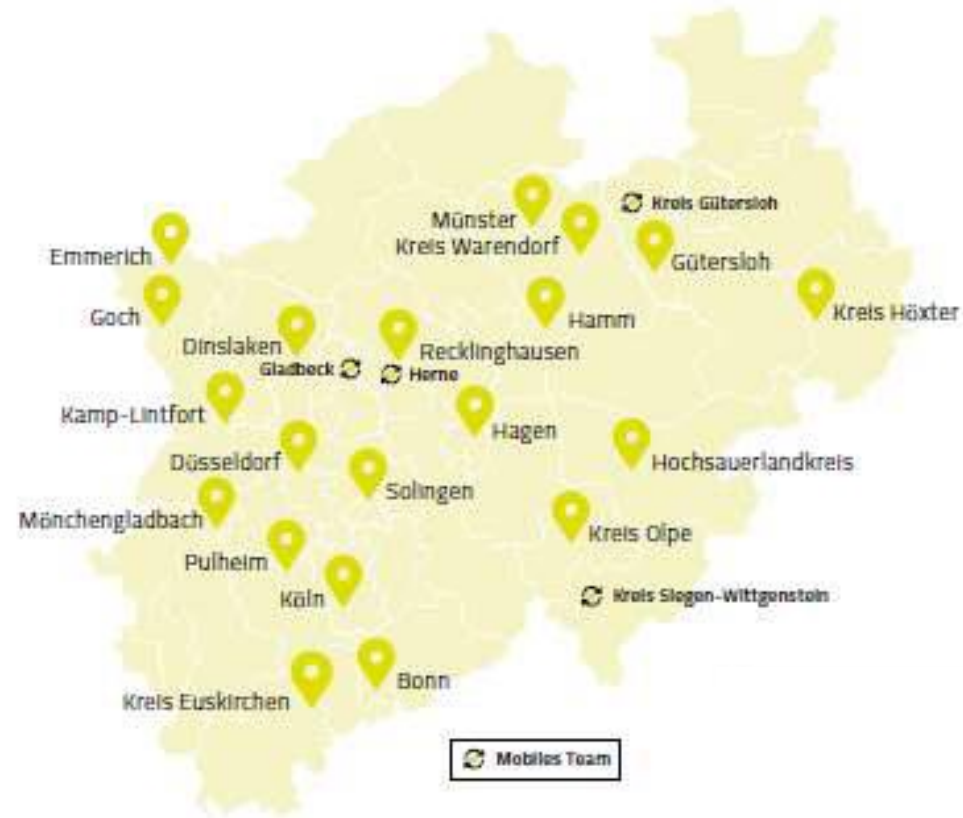 Kreis Gütersloh
Münster
Kreis Warendorf
Emmerich
Gütersloh
Goch
Hamm
Kreis Höxter
Dinslaken
Recklinghausen
Gladbeck
Herne
Kamp-Lintfort
Hagen
Düsseldorf
Hochsauerlandkreis
Solingen
Mönchengladbach
Kreis Olpe
Pulheim
Köln
Kreis Siegen-Wittgenstein
Bonn
Kreis Euskirchen
Mobiles Team